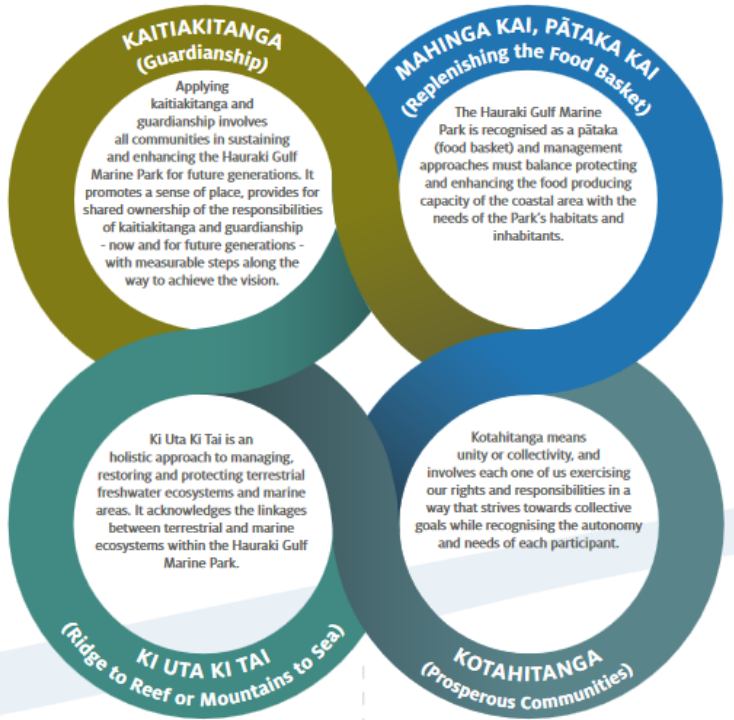 KAITIAKITANGA
(Guardianship)
Applying
kaitiakitanga and
guardianship involves
all communities in sustaining
and enhancing the Hauraki Gulf
Marine Park for future generations. It
promotes a sense of place, provides for
shared ownership of the responsibilities
of kaitiakitanga and guardianship
- now and for future generations -
with measurable steps along the
way to achieve the vision.
MAHINGA KAI, PĀTAKA KAI
(Replenishing the Food Basket)
The Hauraki Gulf Marine
Park is recognised as a pātaka
(food basket) and management
approaches must balance protecting
and enhancing the food producing
capacity of the coastal area with the
needs of the Park's habitats and
inhabitants.
Ki Uta Ki Tai is an
holistic approach to managing,
restoring and protecting terrestrial
freshwater ecosystems and marine
areas. It acknowledges the linkages
between terrestrial and marine
ecosystems within the Hauraki Gulf
Marine Park.
KI UTA KI TAI
(Ridge to Reef or Mountains to Sea)
Kotahitanga means
unity or collectivity, and
involves each one of us exercising
our rights and responsibilities in a
way that strives towards collective
goals while recognising the autonomy
and needs of each participant.
KOTAHITANGA
(Prosperous Communities)